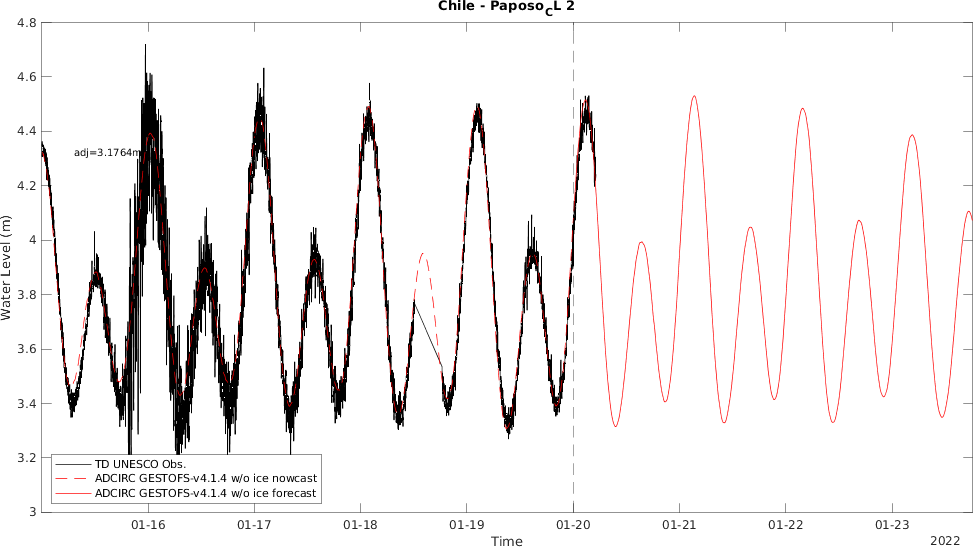 Chile - Paposo_CL 2
4.8
4.6
4.4
4.2
4
3.8
3.6
3.4
3.2
3
Water Level (m)
adj=3.1764m
TD UNESCO Obs.
ADCIRC GESTOFS-v4.1.4 w/o ice nowcast
ADCIRC GESTOFS-v4.1.4 w/o ice forecast
01-16 01-17 01-18 01-19 01-20 01-21 01-22 01-23
Time
2022